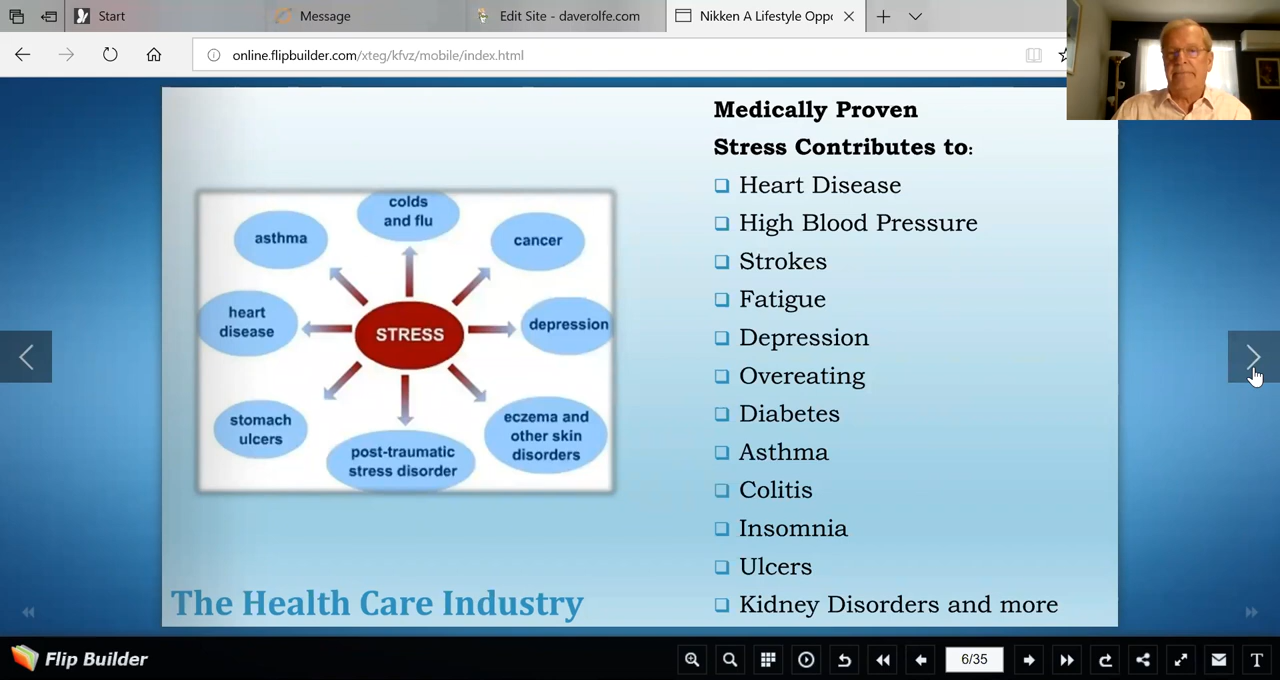 Start
Message
Edit Site - daverolfe.com
Nikken A Lifestyle Oppo
online.flipbuilder.com/xteg/kfvz/mobile/index.html
Medically Proven
Stress Contributes to:
Heart Disease
High Blood Pressure
Strokes
Fatigue
Depression
Overeating
Diabetes
Asthma
Colitis
Insomnia
Ulcers
Kidney Disorders and more
colds
and flu
asthma
cancer
heart
disease
STRESS
depression
stomach
ulcers
post-traumatic
stress disorder
eczema and
other skin
disorders
The Health Care Industry
Flip Builder
6/35
T